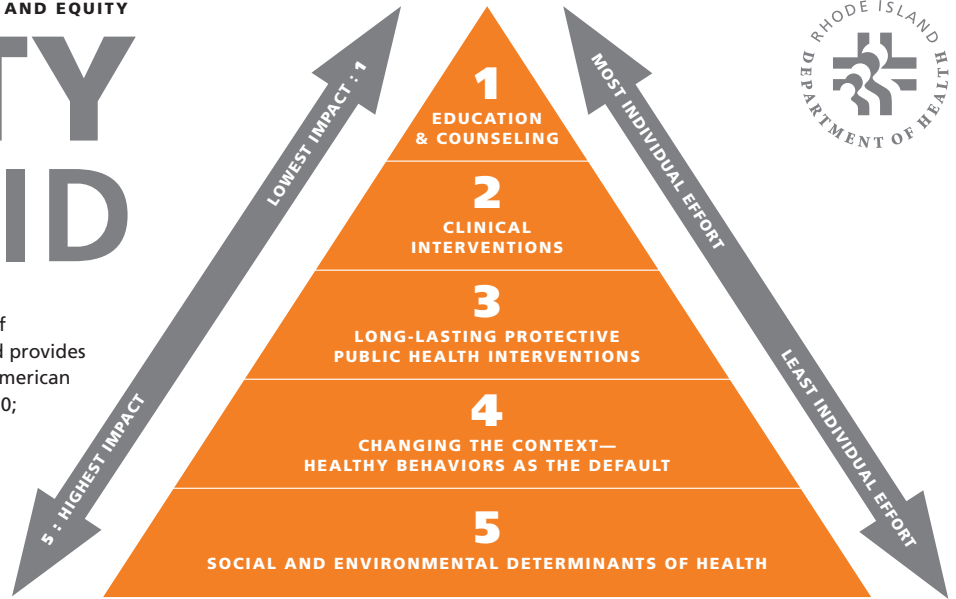 AND EQUITY
TY
ID
f
d provides
merican
0;
LOWEST IMPACT : 1
5 : HIGHEST IMPACT
1
EDUCATION
& COUNSELING
2
CLINICAL
INTERVENTIONS
3
LONG-LASTING PROTECTIVE
PUBLIC HEALTH INTERVENTIONS
4
CHANGING THE CONTEXT—
HEALTHY BEHAVIORS AS THE DEFAULT
5
SOCIAL AND ENVIRONMENTAL DETERMINANTS OF HEALTH
MOST INDIVIDUAL EFFORT
LEAST INDIVIDUAL EFFORT
RHODE ISLAND
DEPARTMENT OF HEALTH